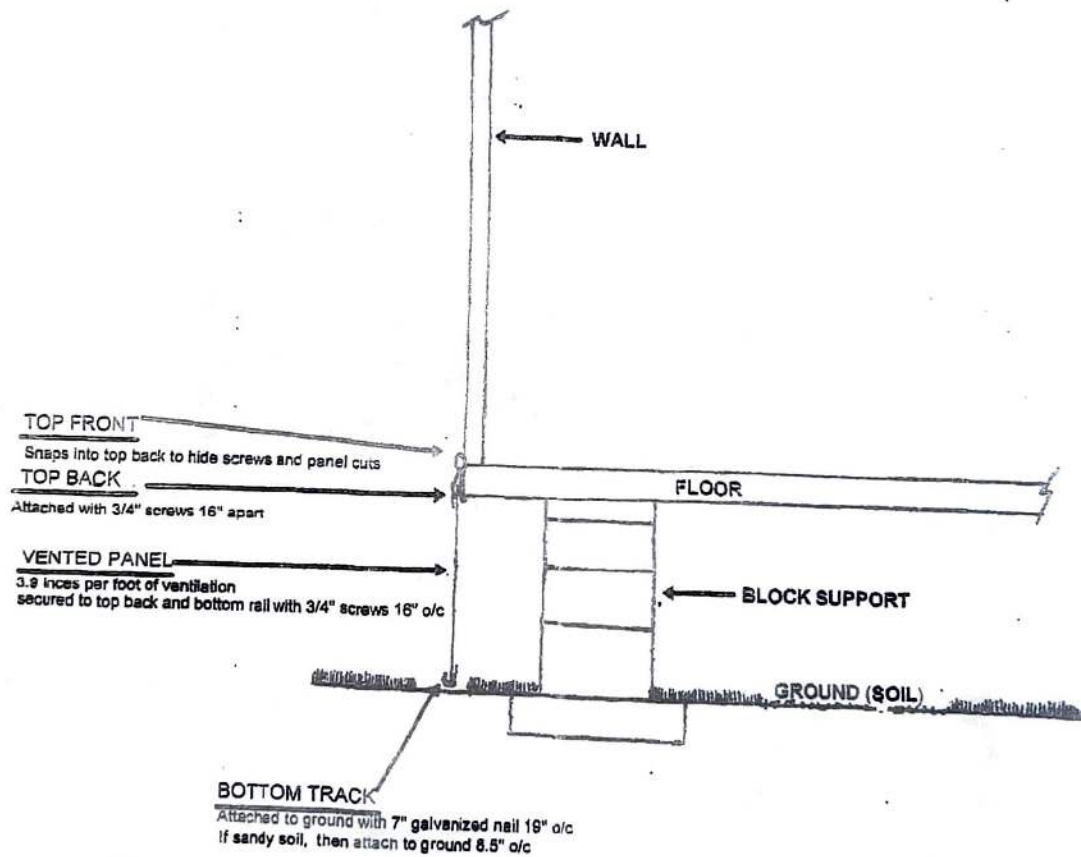 WALL
TOP FRONT
Snaps into top back to hide screws and panel cuts
TOP BACK
Attached with 3/4" screws 16" apart
FLOOR
VENTED PANEL
3.9 inces per foot of ventilation
secured to top back and bottom rail with 3/4" screws 16" o/c
BLOCK SUPPORT
GROUND (SOIL)
BOTTOM TRACK
Attached to ground with 7" galvanized nail 19" o/c
If sandy soil, then attach to ground 8.5" o/c